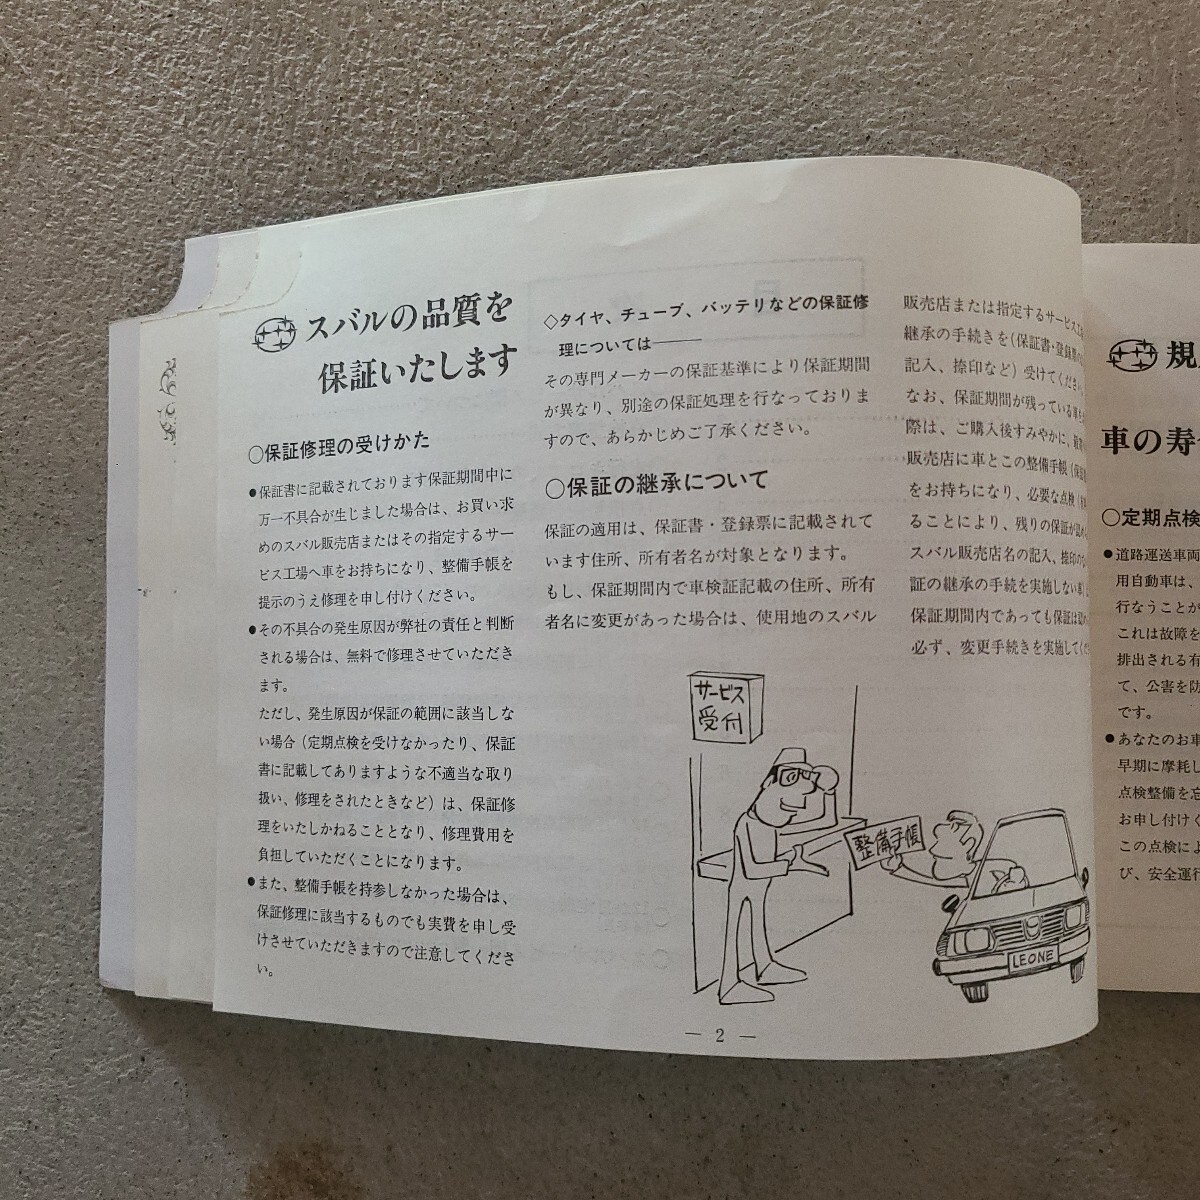 スバルの品質を
保証いたします
○保証修理の受けかた
●保証書に記載されております保証期間中に
万一不具合が生じました場合は、お買い求
めのスバル販売店またはその指定するサー
ビス工場へ車をお持ちになり、整備手帳を
提示のうえ修理を申し付けください。
●その不具合の発生原因が弊社の責任と判断
される場合は、無料で修理させていただき
ます。
ただし、発生原因が保証の範囲に該当しな
い場合（定期点検を受けなかったり、保証
書に記載してありますような不適当な取り
扱い、修理をされたときなど）は、保証修
理をいたしかねることとなり、修理費用を
負担していただくことになります。
●また、整備手帳を持参しなかった場合は、
保証修理に該当するものでも実費を申し受
けさせていただきますので注意してくださ
い。
◇タイヤ、チューブ、バッテリなどの保証修
理については――
その専門メーカーの保証基準により保証期間
が異なり、別途の保証処理を行なっておりま
すので、あらかじめご了承ください。
○保証の継承について
保証の適用は、保証書・登録票に記載されて
います住所、所有者名が対象となります。
もし、保証期間内で車検証記載の住所、所有
者名に変更があった場合は、使用地のスバル
販売店または指定するサービス工
継承の手続きを（保証書・登録票
記入、捺印など）受けてくださ
なお、保証期間が残っている車を
際は、ご購入後すみやかに、最寄
販売店に車とこの整備手帳（保
をお持ちになり、必要な点検
ることにより、残りの保証が
スバル販売店名の記入、捺印の
証の継承の手続を実施しない
保証期間内であっても保証は
必ず、変更手続きを実施してく
サービス
受付
整備手帳
LEONE
― 2 ―
規
車の寿
○定期点検
●道路運送車両
用自動車は、
行なうことが
これは故障を
排出される有
て、公害を防
です。
●あなたのお車
早期に摩耗し
点検整備を忘
お申し付けく
この点検によ
び、安全運行